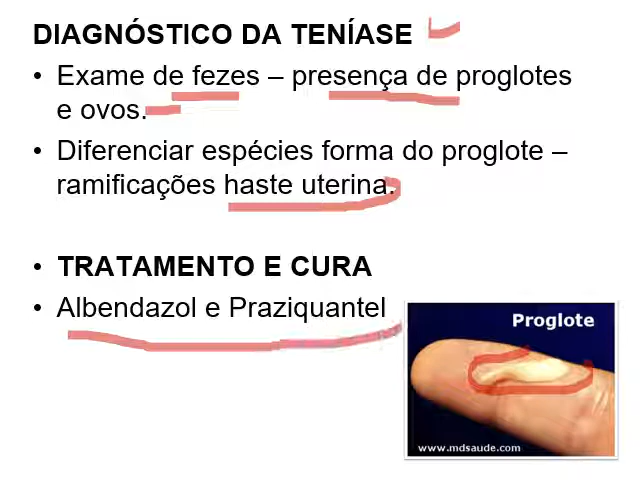 DIAGNÓSTICO DA TENÍASE
• Exame de fezes – presença de proglotes
e ovos.
• Diferenciar espécies forma do proglote –
ramificações haste uterina.
• TRATAMENTO E CURA
• Albendazol e Praziquantel
Proglote
www.mdsaude.com